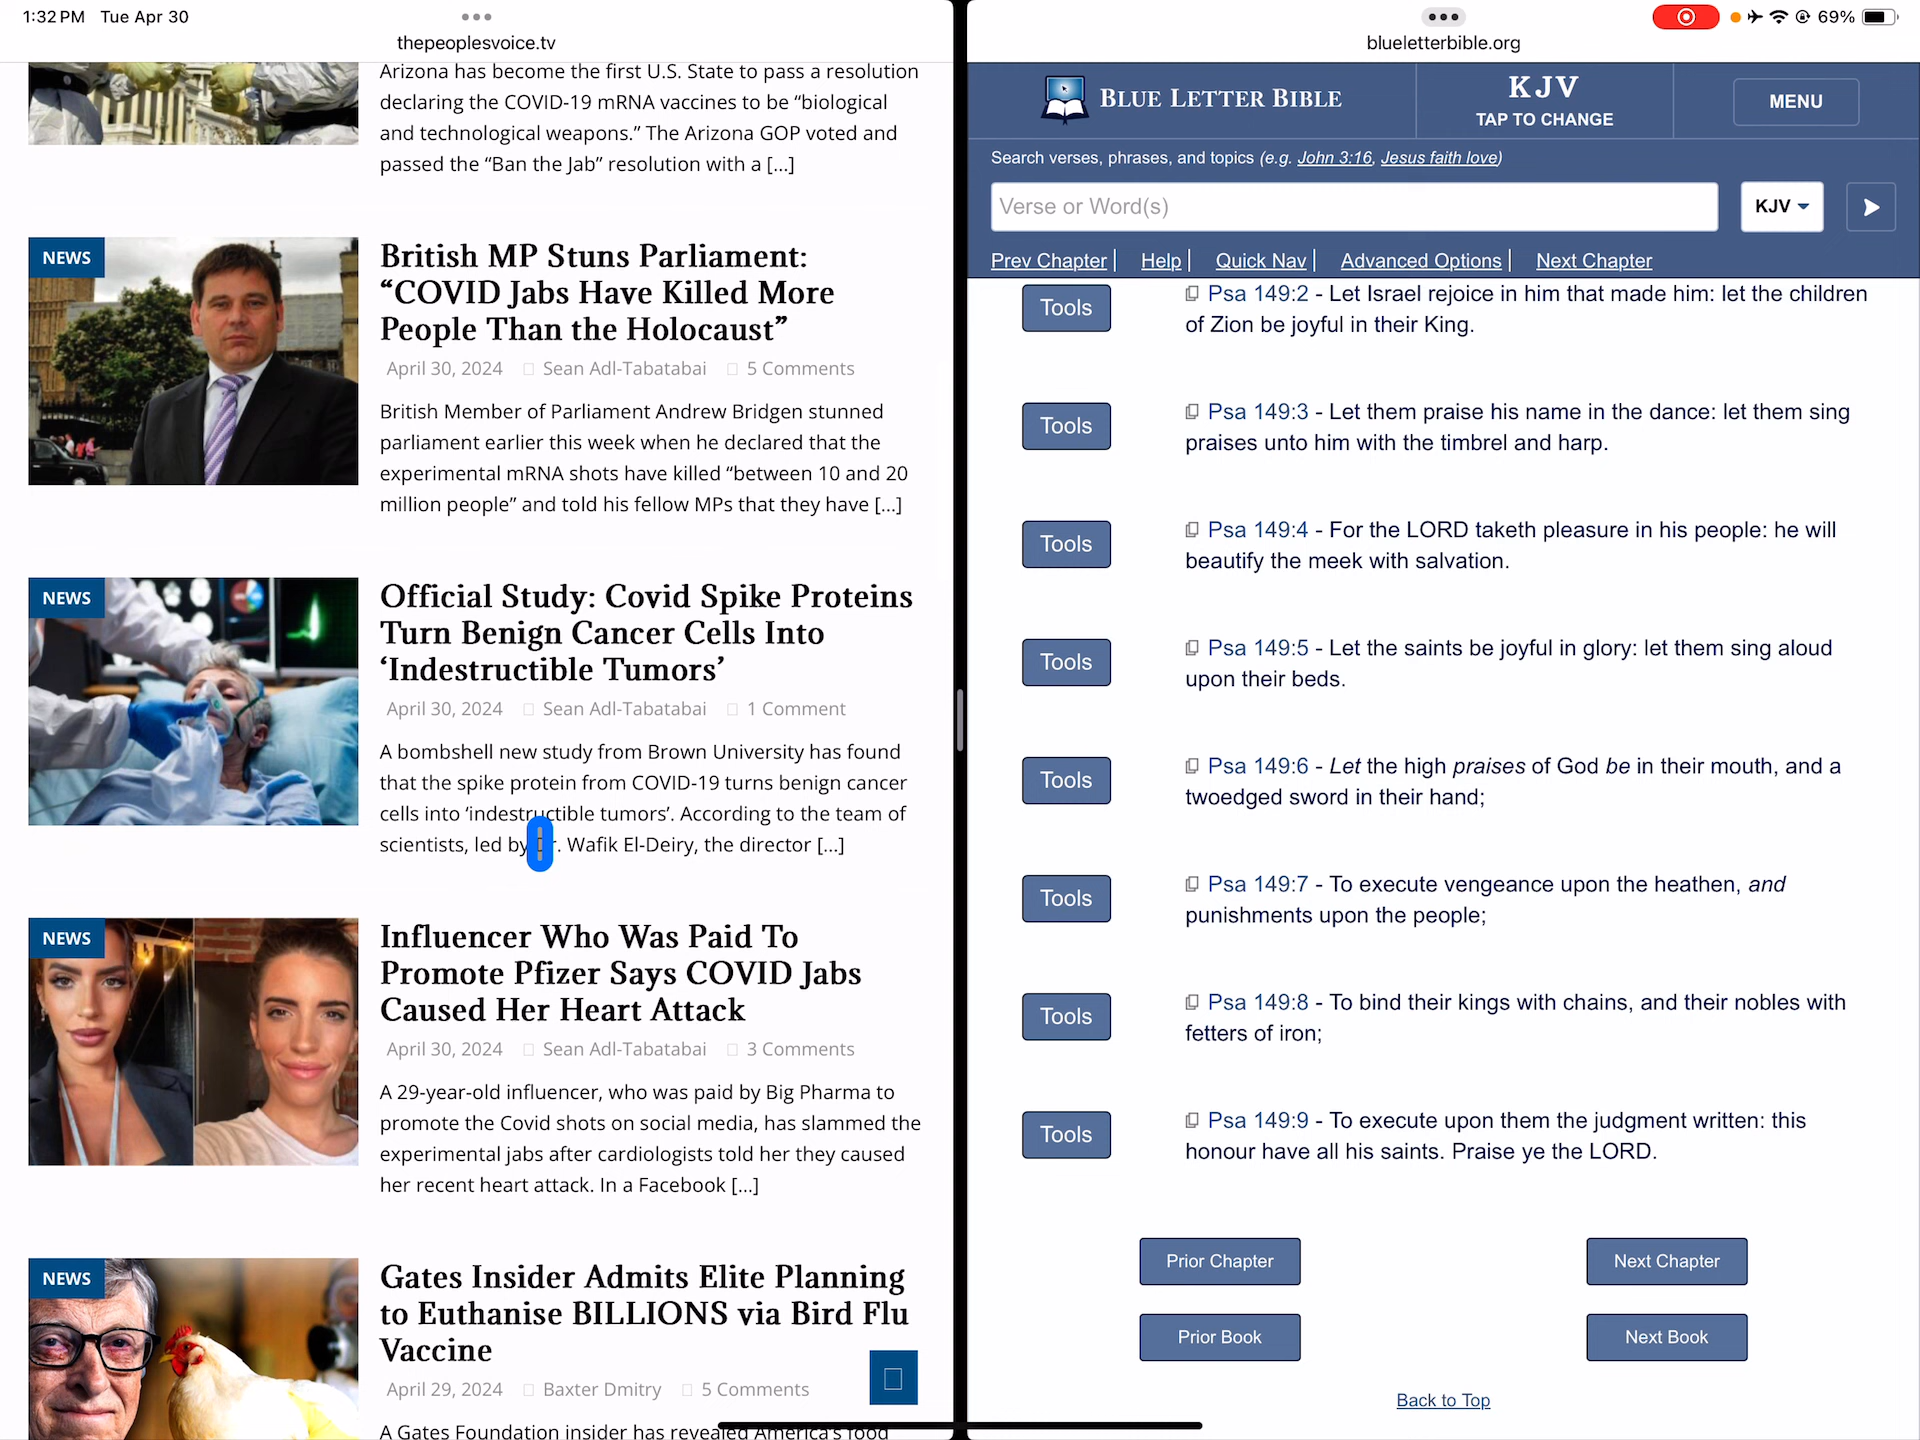 1:32 PM Tue Apr 30
thepeoplesvoice.tv
Arizona has become the first U.S. State to pass a resolution
declaring the COVID-19 mRNA vaccines to be “biological
and technological weapons.” The Arizona GOP voted and
passed the “Ban the Jab” resolution with a [...]
NEWS
British MP Stuns Parliament:
“COVID Jabs Have Killed More
People Than the Holocaust”
April 30, 2024 Sean Adl-Tabatabai 5 Comments
British Member of Parliament Andrew Bridgen stunned
parliament earlier this week when he declared that the
experimental mRNA shots have killed “between 10 and 20
million people” and told his fellow MPs that they have [...]
NEWS
Official Study: Covid Spike Proteins
Turn Benign Cancer Cells Into
‘Indestructible Tumors’
April 30, 2024 Sean Adl-Tabatabai 1 Comment
A bombshell new study from Brown University has found
that the spike protein from COVID-19 turns benign cancer
cells into ‘indestructible tumors’. According to the team of
scientists, led by Wafik El-Deiry, the director [...]
NEWS
Influencer Who Was Paid To
Promote Pfizer Says COVID Jabs
Caused Her Heart Attack
April 30, 2024 Sean Adl-Tabatabai 3 Comments
A 29-year-old influencer, who was paid by Big Pharma to
promote the Covid shots on social media, has slammed the
experimental jabs after cardiologists told her they caused
her recent heart attack. In a Facebook [...]
NEWS
Gates Insider Admits Elite Planning
to Euthanise BILLIONS via Bird Flu
Vaccine
April 29, 2024 Baxter Dmitry 5 Comments
A Gates Foundation insider has revealed America's food
69%
blueletterbible.org
BLUE LETTER BIBLE
KJV
TAP TO CHANGE
MENU
Search verses, phrases, and topics (e.g. John 3:16, Jesus faith love)
Verse or Word(s)
KJV
Prev Chapter | Help | Quick Nav | Advanced Options | Next Chapter
Tools
Psa 149:2 - Let Israel rejoice in him that made him: let the children
of Zion be joyful in their King.
Tools
Psa 149:3 - Let them praise his name in the dance: let them sing
praises unto him with the timbrel and harp.
Tools
Psa 149:4 - For the LORD taketh pleasure in his people: he will
beautify the meek with salvation.
Tools
Psa 149:5 - Let the saints be joyful in glory: let them sing aloud
upon their beds.
Tools
Psa 149:6 - Let the high praises of God be in their mouth, and a
twoedged sword in their hand;
Tools
Psa 149:7 - To execute vengeance upon the heathen, and
punishments upon the people;
Tools
Psa 149:8 - To bind their kings with chains, and their nobles with
fetters of iron;
Tools
Psa 149:9 - To execute upon them the judgment written: this
honour have all his saints. Praise ye the LORD.
Prior Chapter
Next Chapter
Prior Book
Next Book
Back to Top